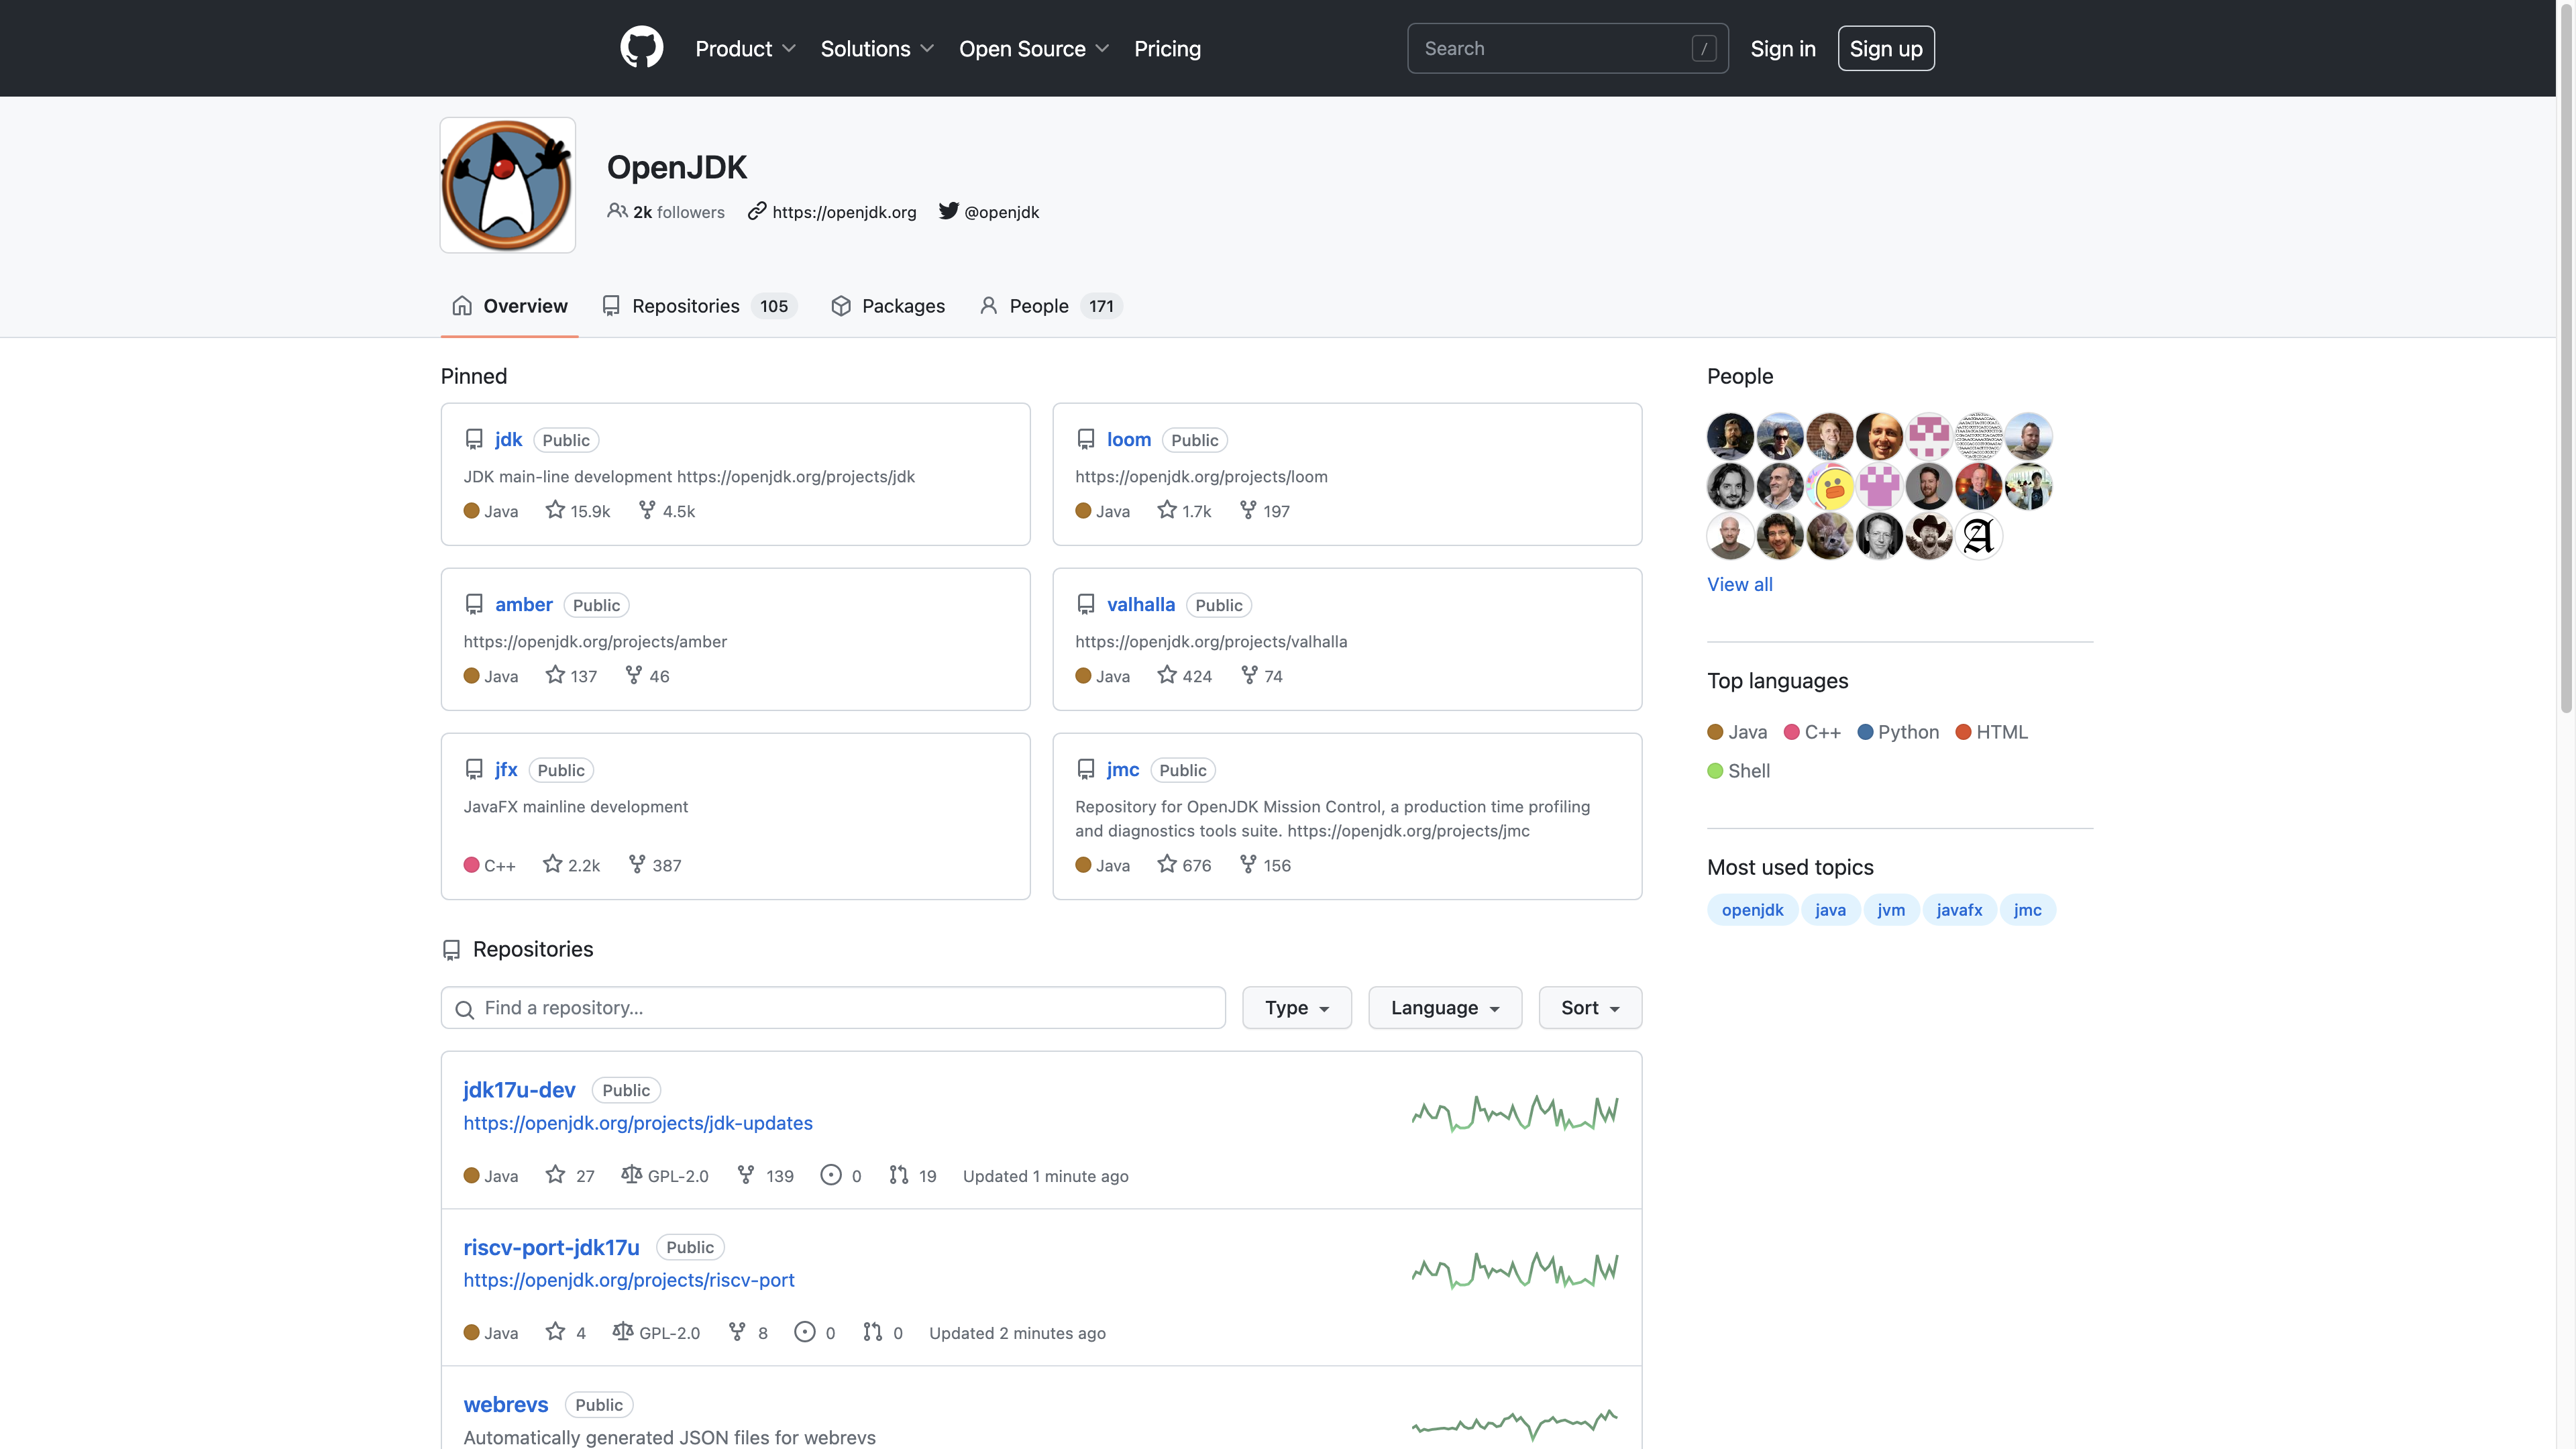 Product Solutions Open Source Pricing Search / Sign in Sign up
OpenJDK
2k followers https://openjdk.org @openjdk
Overview Repositories 105 Packages People 171
Pinned
jdk Public
JDK main-line development https://openjdk.org/projects/jdk
Java 15.9k 4.5k
loom Public
https://openjdk.org/projects/loom
Java 1.7k 197
amber Public
https://openjdk.org/projects/amber
Java 137 46
valhalla Public
https://openjdk.org/projects/valhalla
Java 424 74
jfx Public
JavaFX mainline development
C++ 2.2k 387
jmc Public
Repository for OpenJDK Mission Control, a production time profiling
and diagnostics tools suite. https://openjdk.org/projects/jmc
Java 676 156
Repositories
Find a repository... Type Language Sort
jdk17u-dev Public
https://openjdk.org/projects/jdk-updates
Java 27 GPL-2.0 139 0 19 Updated 1 minute ago
riscv-port-jdk17u Public
https://openjdk.org/projects/riscv-port
Java 4 GPL-2.0 8 0 0 Updated 2 minutes ago
webrevs Public
Automatically generated JSON files for webrevs
People
A
View all
Top languages
Java C++ Python HTML
Shell
Most used topics
openjdk java jvm javafx jmc